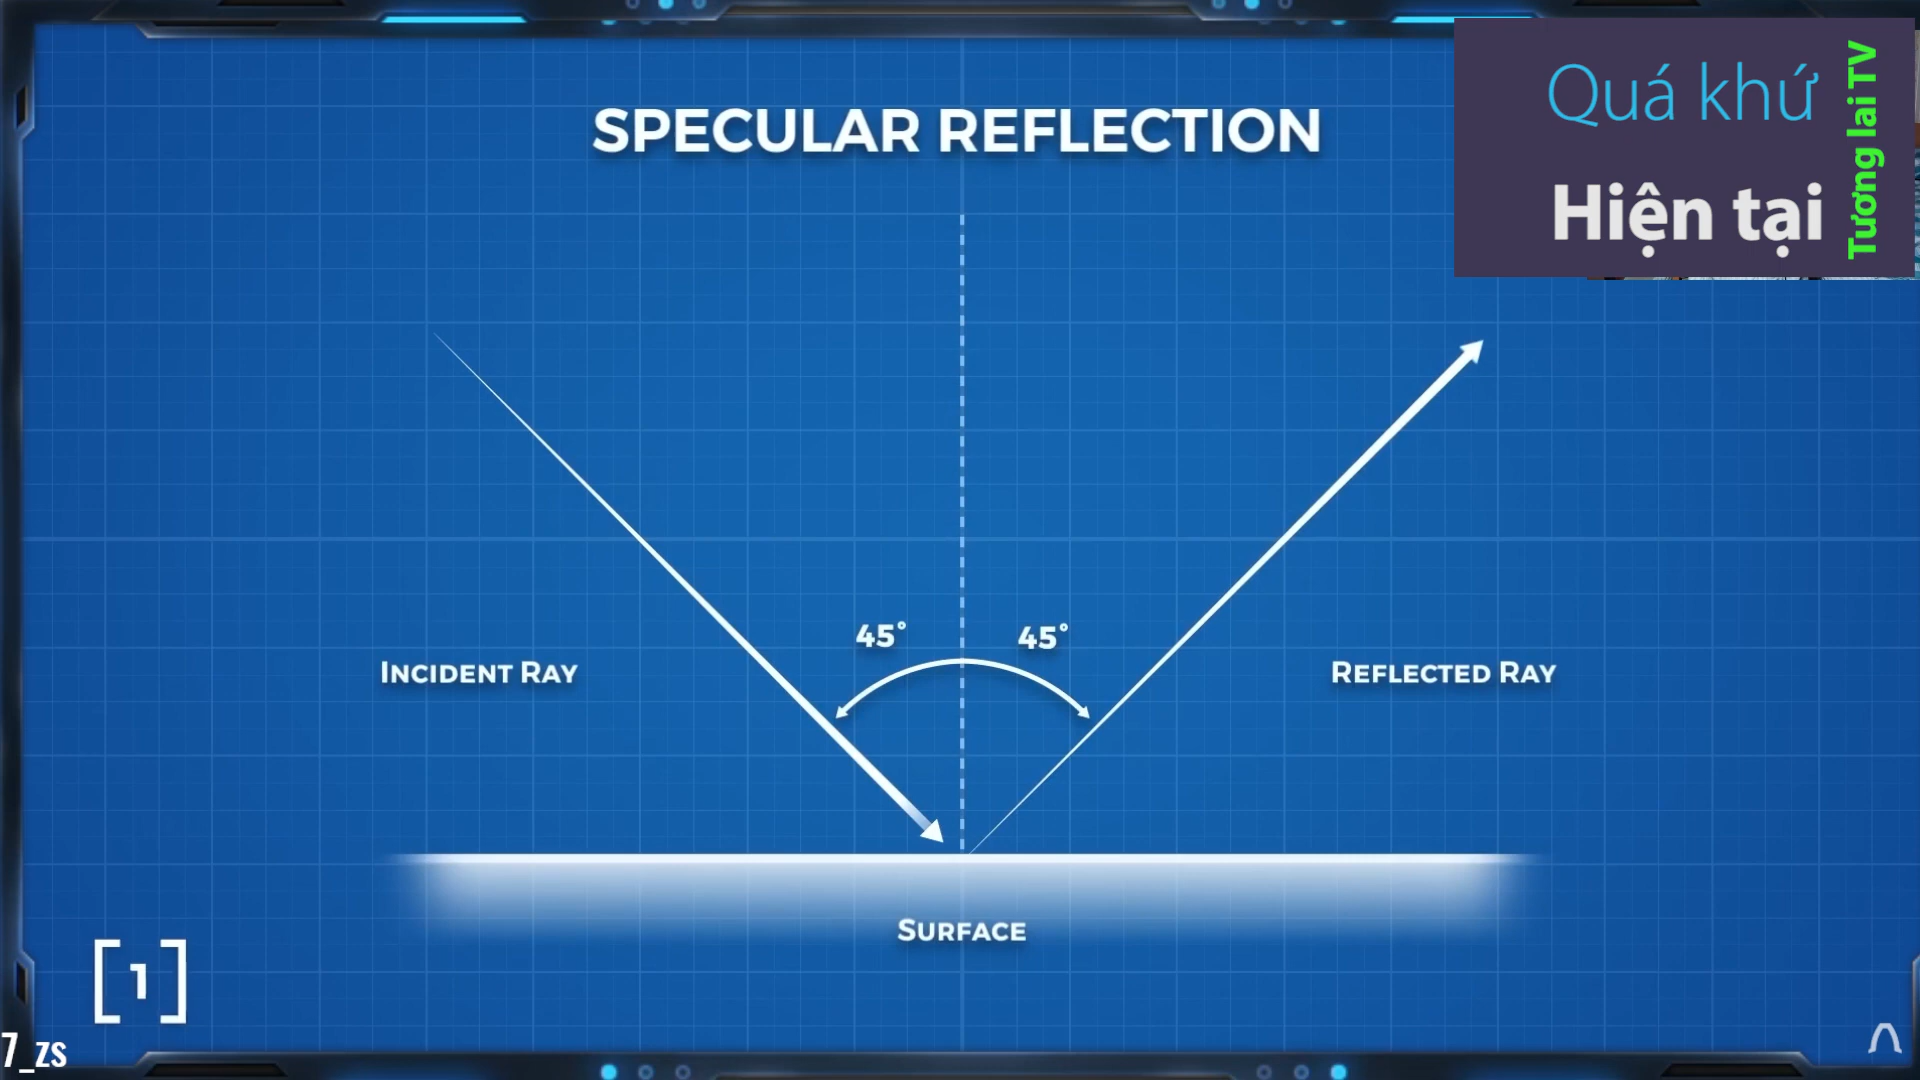 SPECULAR REFLECTION
Quá khứ
Hiện tại
Tương lai TV
45°
45°
INCIDENT RAY
REFLECTED RAY
SURFACE
[1]
7_zs